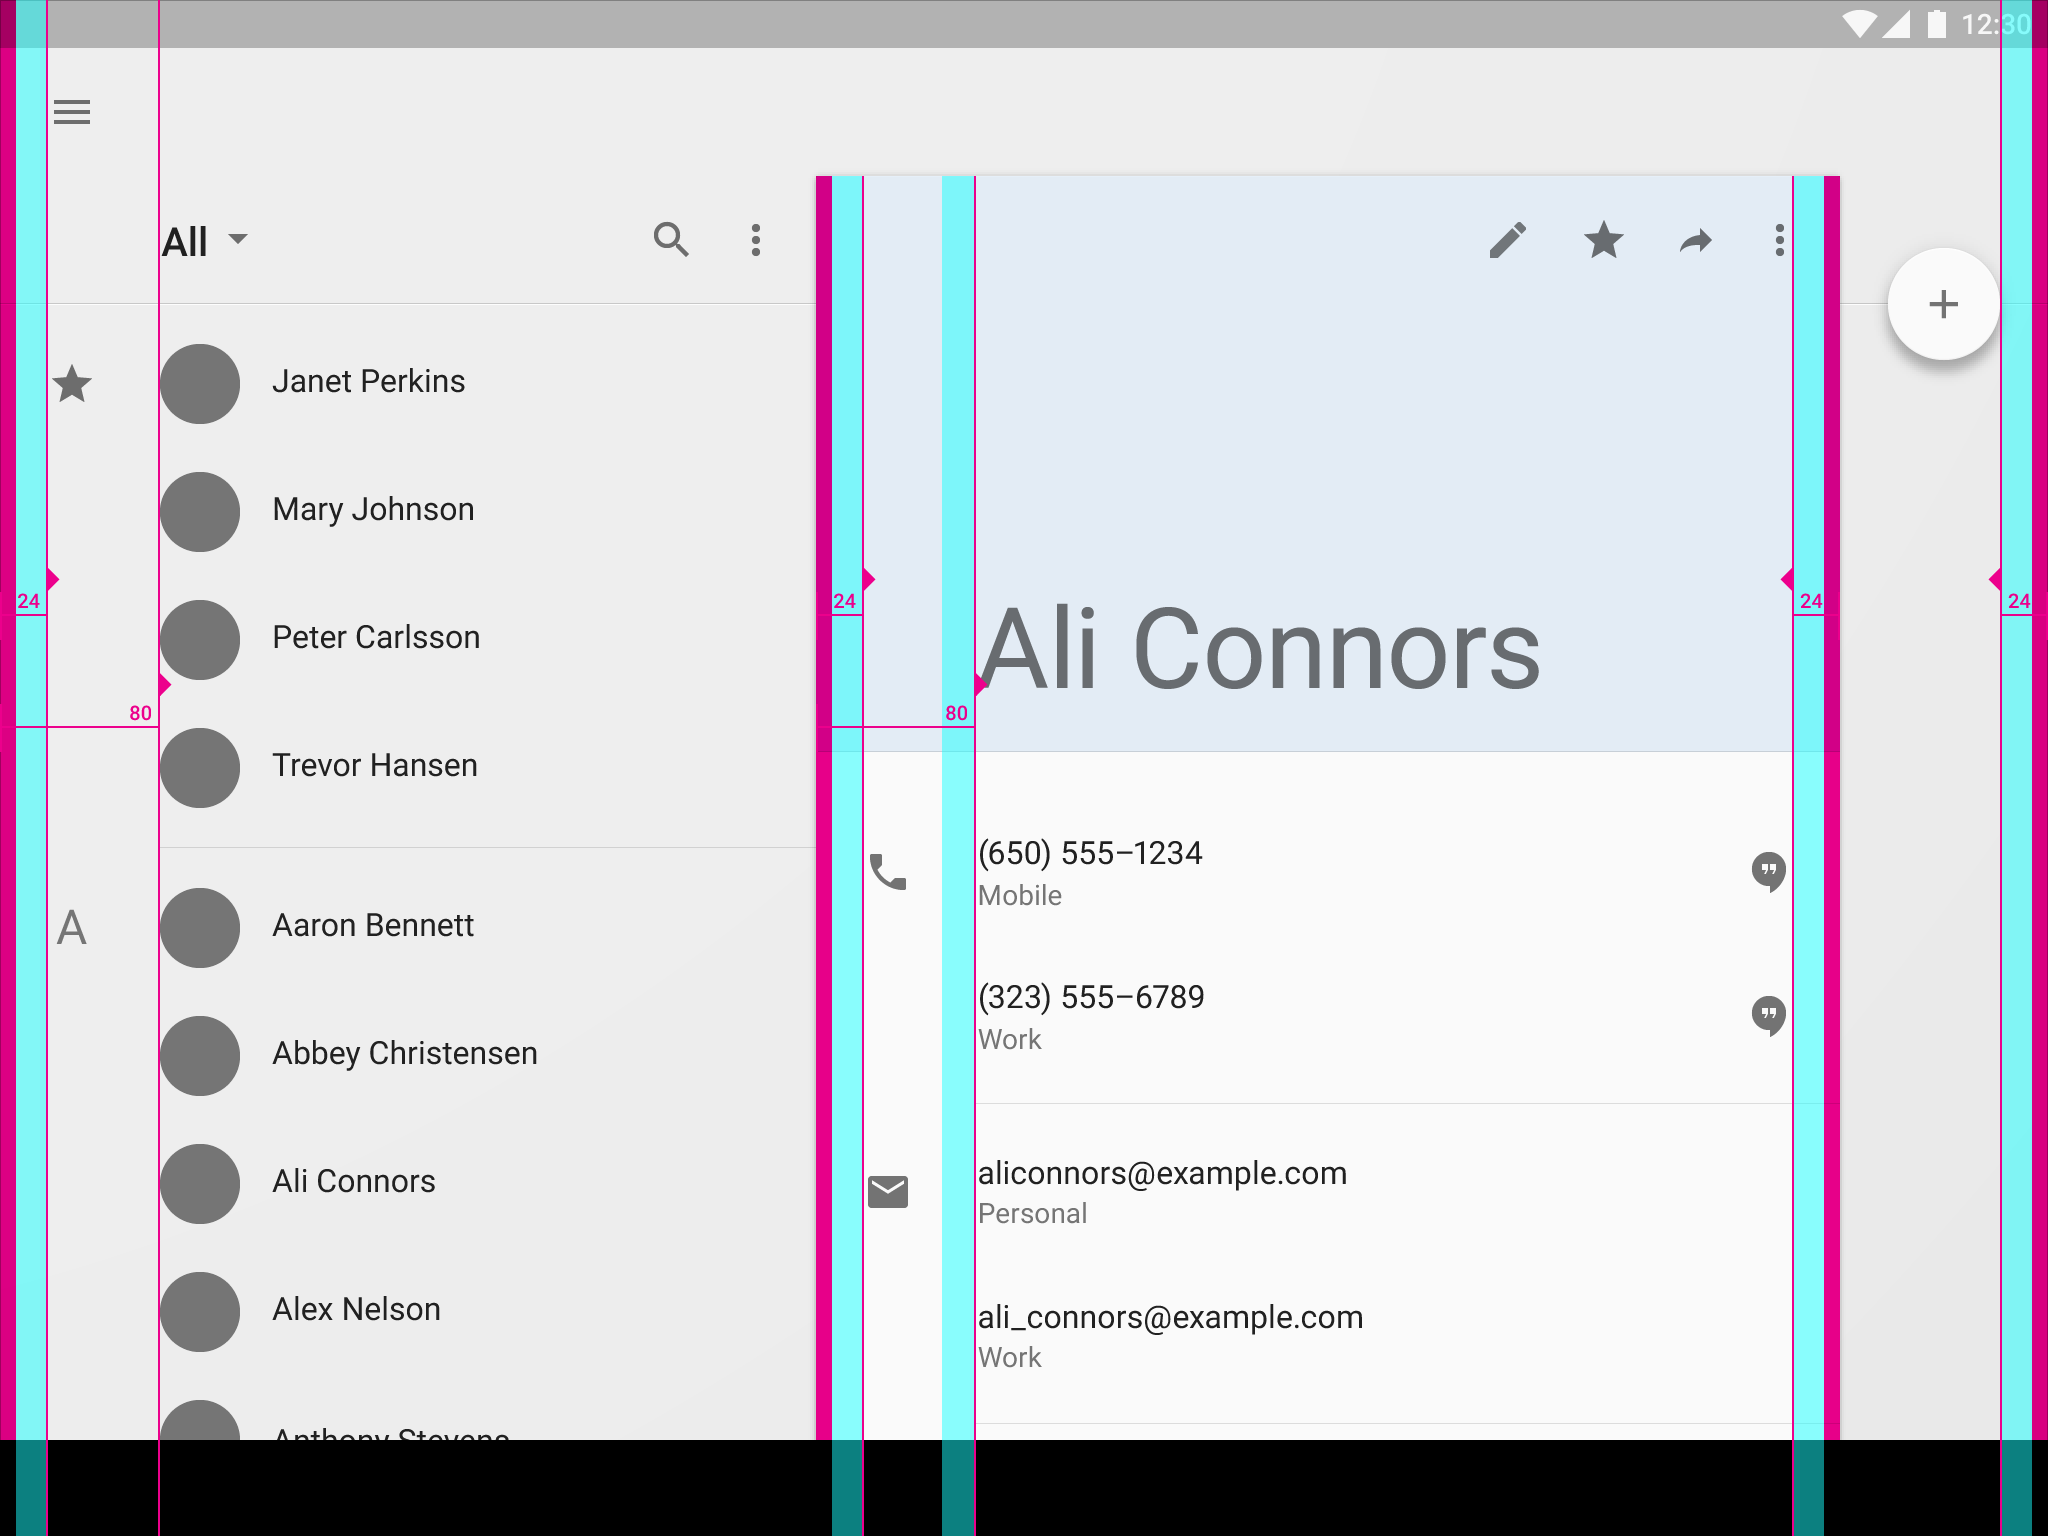 12:30
All
Janet Perkins
Mary Johnson
24
Peter Carlsson
80
Trevor Hansen
A
Aaron Bennett
Abbey Christensen
Ali Connors
Alex Nelson
Anthony Stevens
24
24
24
Ali Connors
80
(650) 555–1234
Mobile
(323) 555–6789
Work
aliconnors@example.com
Personal
ali_connors@example.com
Work